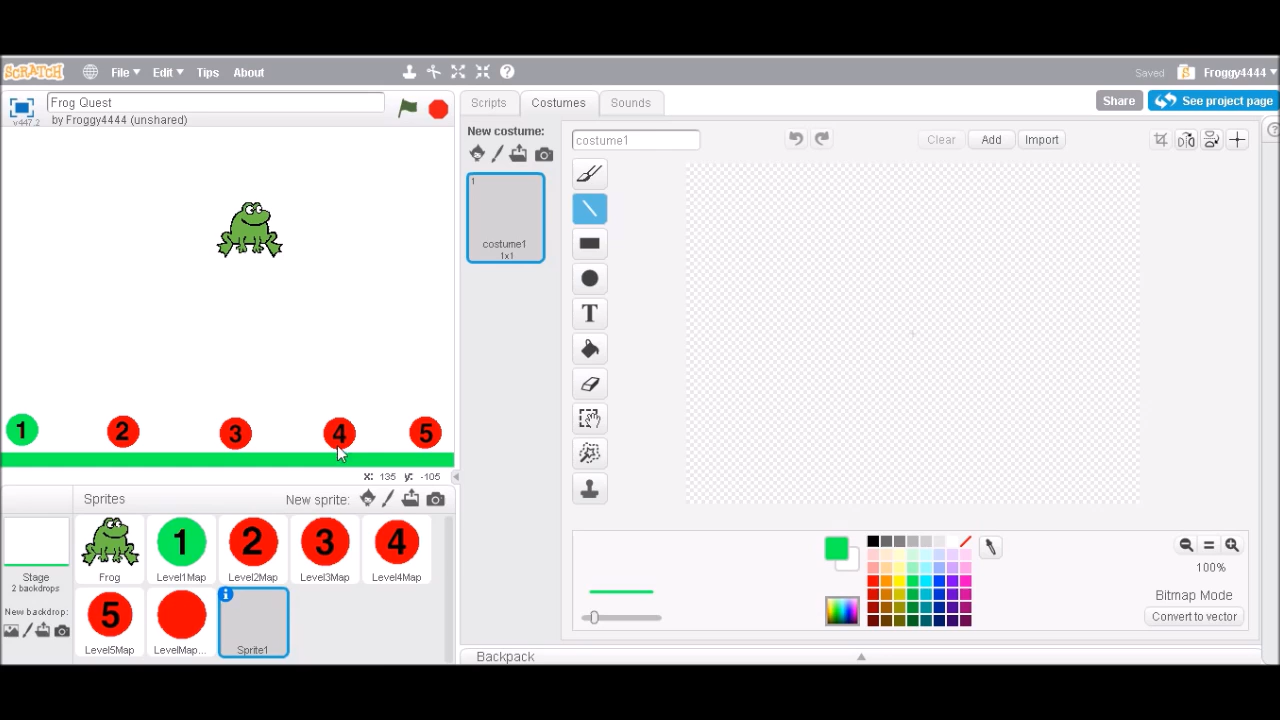 SCRATCH File Edit Tips About Saved Froggy4444
Frog Quest
v447.2 by Froggy4444 (unshared)
Scripts Costumes Sounds Share See project page
New costume:
costume1 Clear Add Import
1
costume1
1x1
T
1 2 3 4 5
x: 135 y: -105
Sprites New sprite:
1 2 3 4
Stage
2 backdrops
Frog Level1Map Level2Map Level3Map Level4Map
New backdrop:
5
Level5Map LevelMap... Sprite1
100%
Bitmap Mode
Convert to vector
Backpack